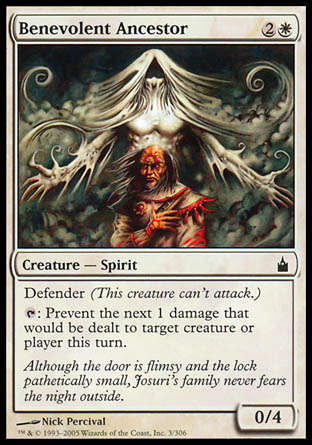 Benevolent Ancestor 2
Creature — Spirit
Defender (This creature can't attack.)
: Prevent the next 1 damage that
would be dealt to target creature or
player this turn.
Although the door is flimsy and the lock
pathetically small, Josuri's family never fears
the night outside.
Nick Percival
™ & © 1993–2005 Wizards of the Coast, Inc. 3/306
0/4